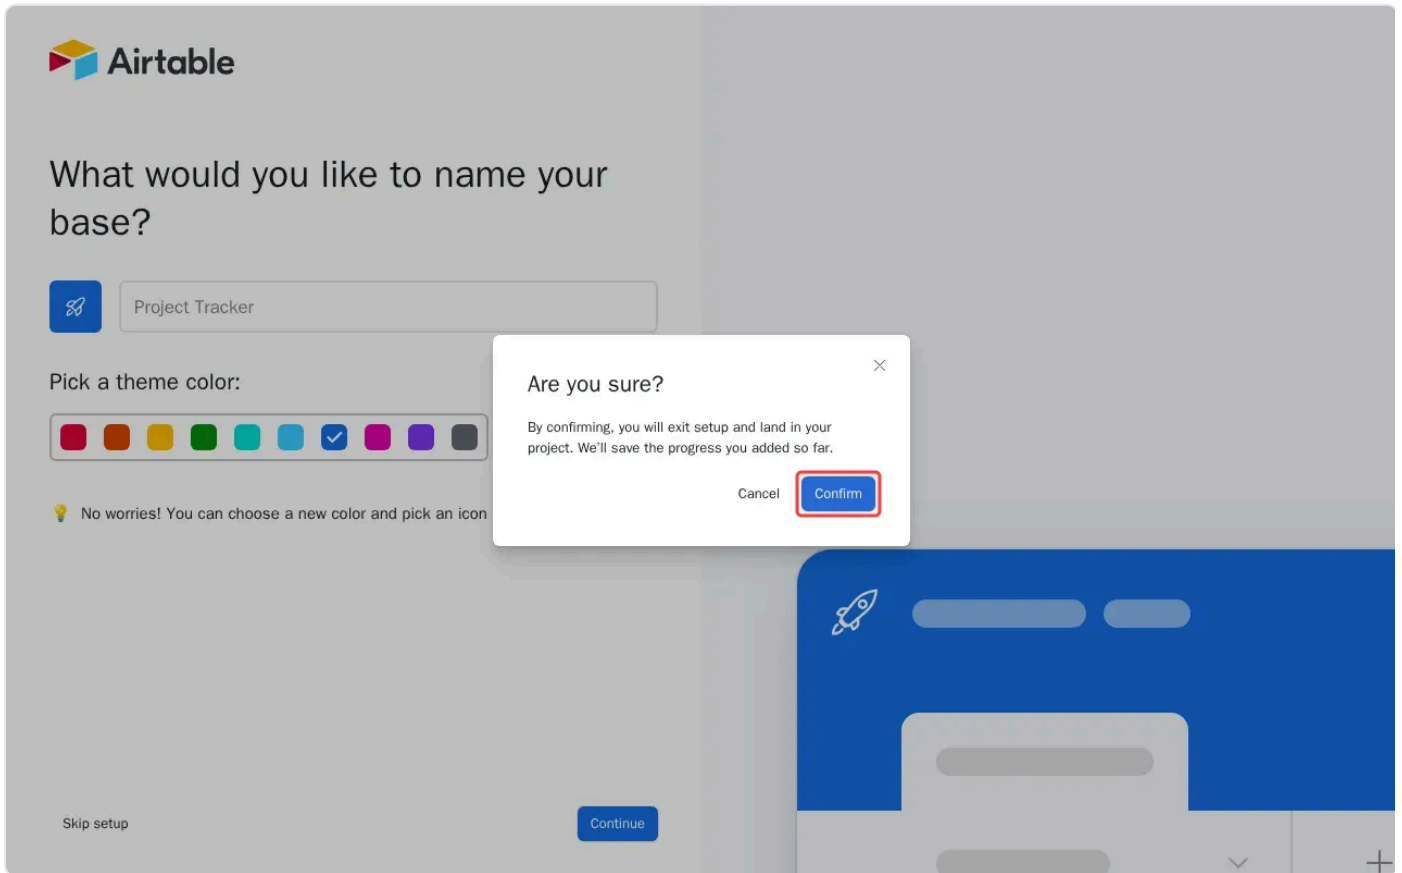 Airtable
What would you like to name your
base?
Project Tracker
Pick a theme color:
No worries! You can choose a new color and pick an icon
Are you sure?
By confirming, you will exit setup and land in your
project. We’ll save the progress you added so far.
Cancel Confirm
Skip setup Continue